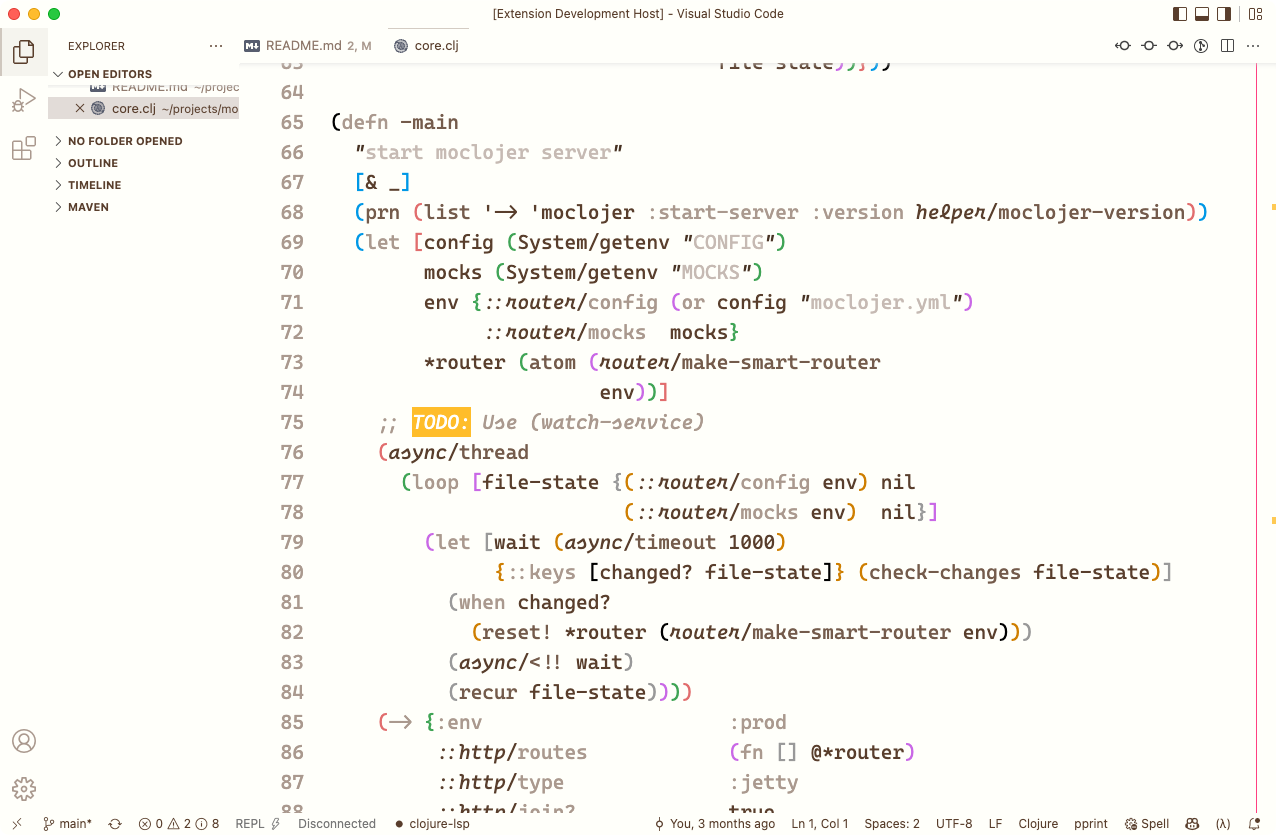 [Extension Development Host] - Visual Studio Code
EXPLORER
README.md 2, M
core.clj
OPEN EDITORS
README.md ~/projec
core.clj ~/projects/mo
NO FOLDER OPENED
OUTLINE
TIMELINE
MAVEN
63 file-state)})))
64
65 (defn -main
66 "start moclojer server"
67 [& _]
68 (prn (list '-> 'moclojer :start-server :version helper/moclojer-version))
69 (let [config (System/getenv "CONFIG")
70 mocks (System/getenv "MOCKS")
71 env {::router/config (or config "moclojer.yml")
72 ::router/mocks  mocks}
73 *router (atom (router/make-smart-router
74 env))]
75 ;; TODO: Use (watch-service)
76 (async/thread
77 (loop [file-state {(::router/config env) nil
78 (::router/mocks env)  nil}]
79 (let [wait (async/timeout 1000)
80 {::keys [changed? file-state]} (check-changes file-state)]
81 (when changed?
82 (reset! *router (router/make-smart-router env)))
83 (async/<!! wait)
84 (recur file-state))))
85 (-> {:env :prod
86 ::http/routes (fn [] @*router)
87 ::http/type :jetty
88 ::http/join? true
main* 0 2 8 REPL Disconnected clojure-lsp You, 3 months ago Ln 1, Col 1 Spaces: 2 UTF-8 LF Clojure pprint Spell (λ)